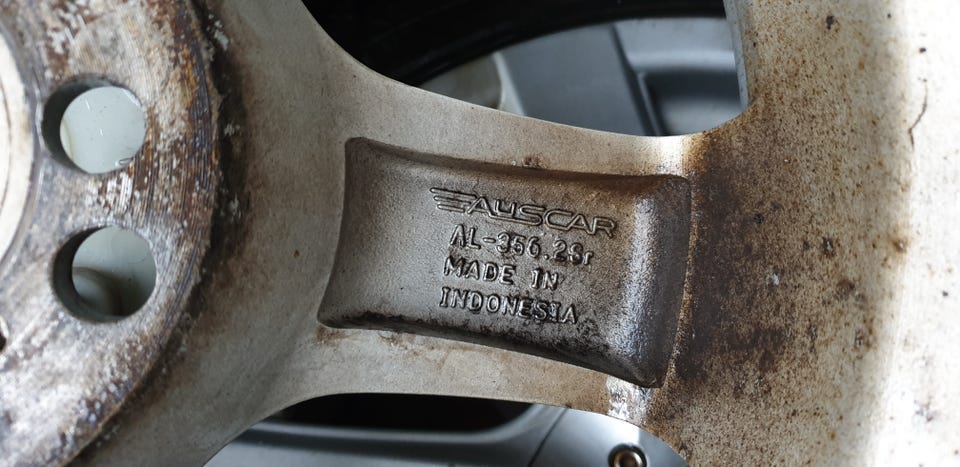 AUSCAR
AL-356.2Sr
MADE IN
INDONESIA